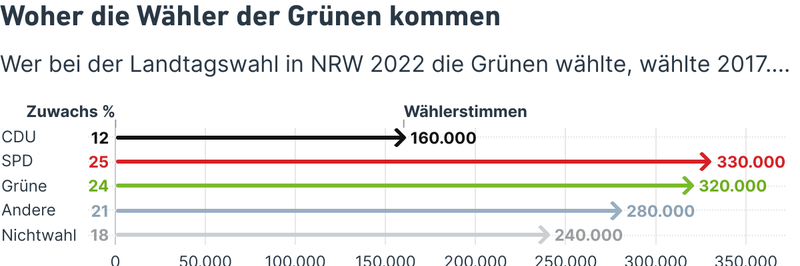 Woher die Wähler der Grünen kommen
Wer bei der Landtagswahl in NRW 2022 die Grünen wählte, wählte 2017....
Zuwachs % Wählerstimmen
CDU 12 160.000
SPD 25 330.000
Grüne 24 320.000
Andere 21 280.000
Nichtwahl 18 240.000
0 50.000 100.000 150.000 200.000 250.000 300.000 350.000